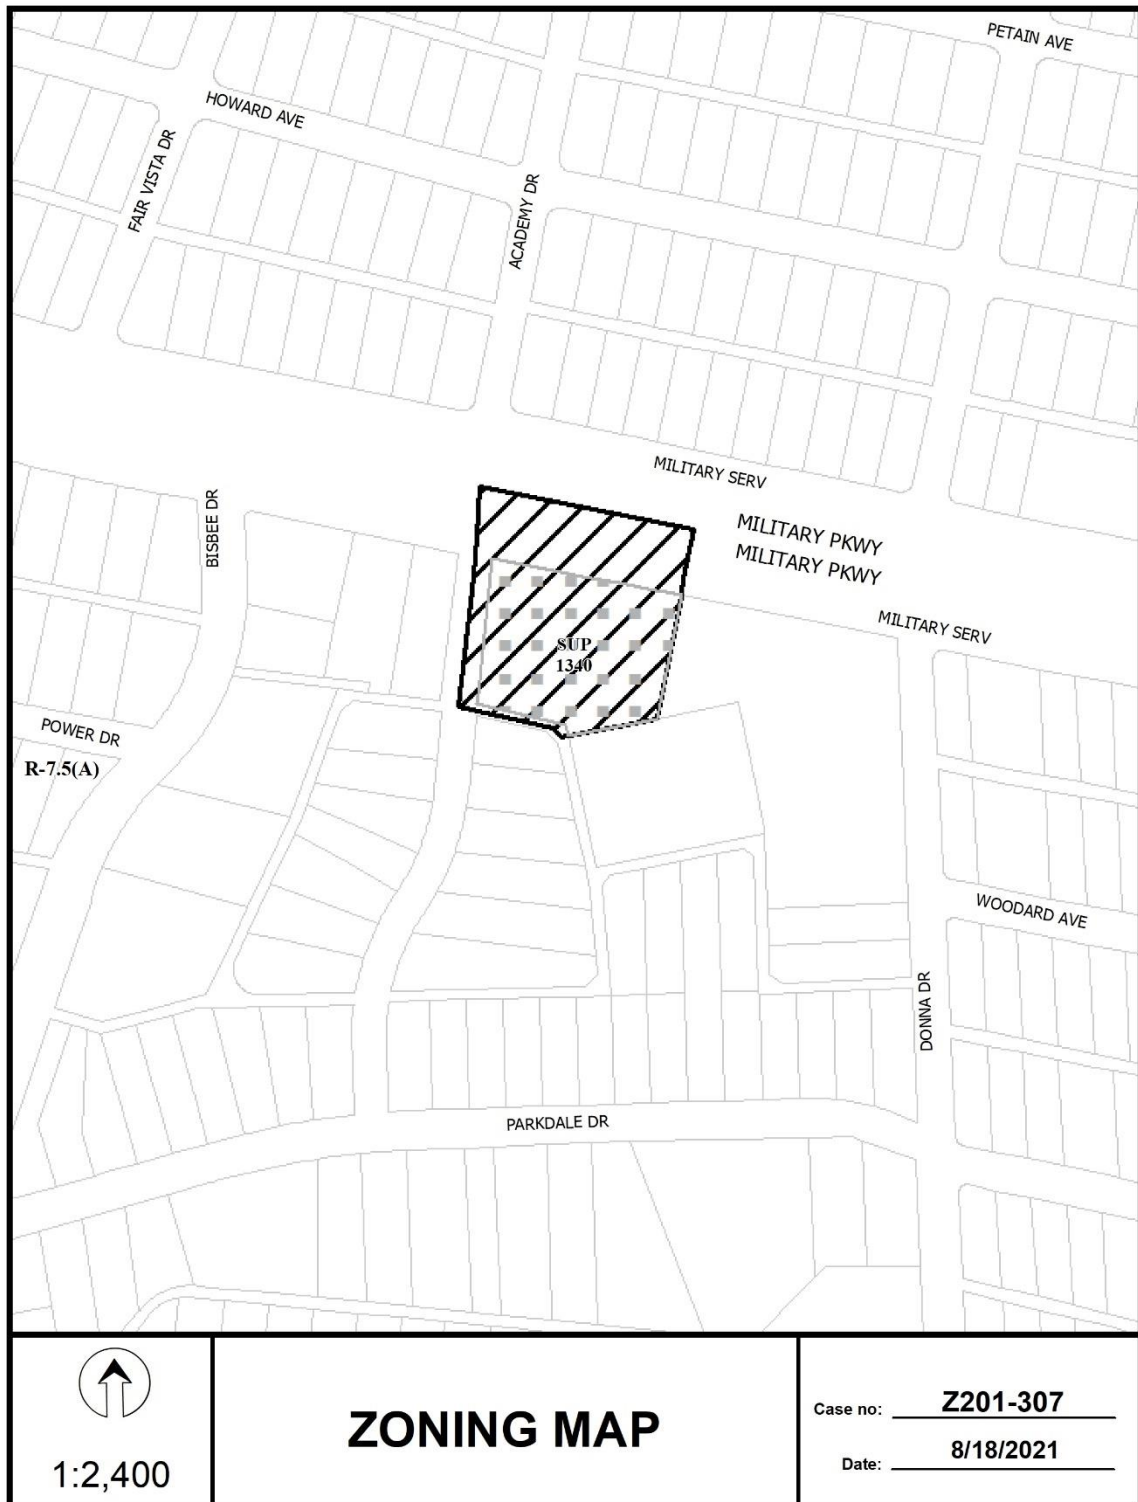 PETAIN AVE
HOWARD AVE
FAIR VISTA DR
ACADEMY DR
MILITARY SERV
BISBEE DR
MILITARY PKWY
MILITARY PKWY
MILITARY SERV
SUP
1340
POWER DR
R-7.5(A)
WOODARD AVE
DONNA DR
PARKDALE DR
1:2,400
ZONING MAP
Case no: Z201-307
Date: 8/18/2021